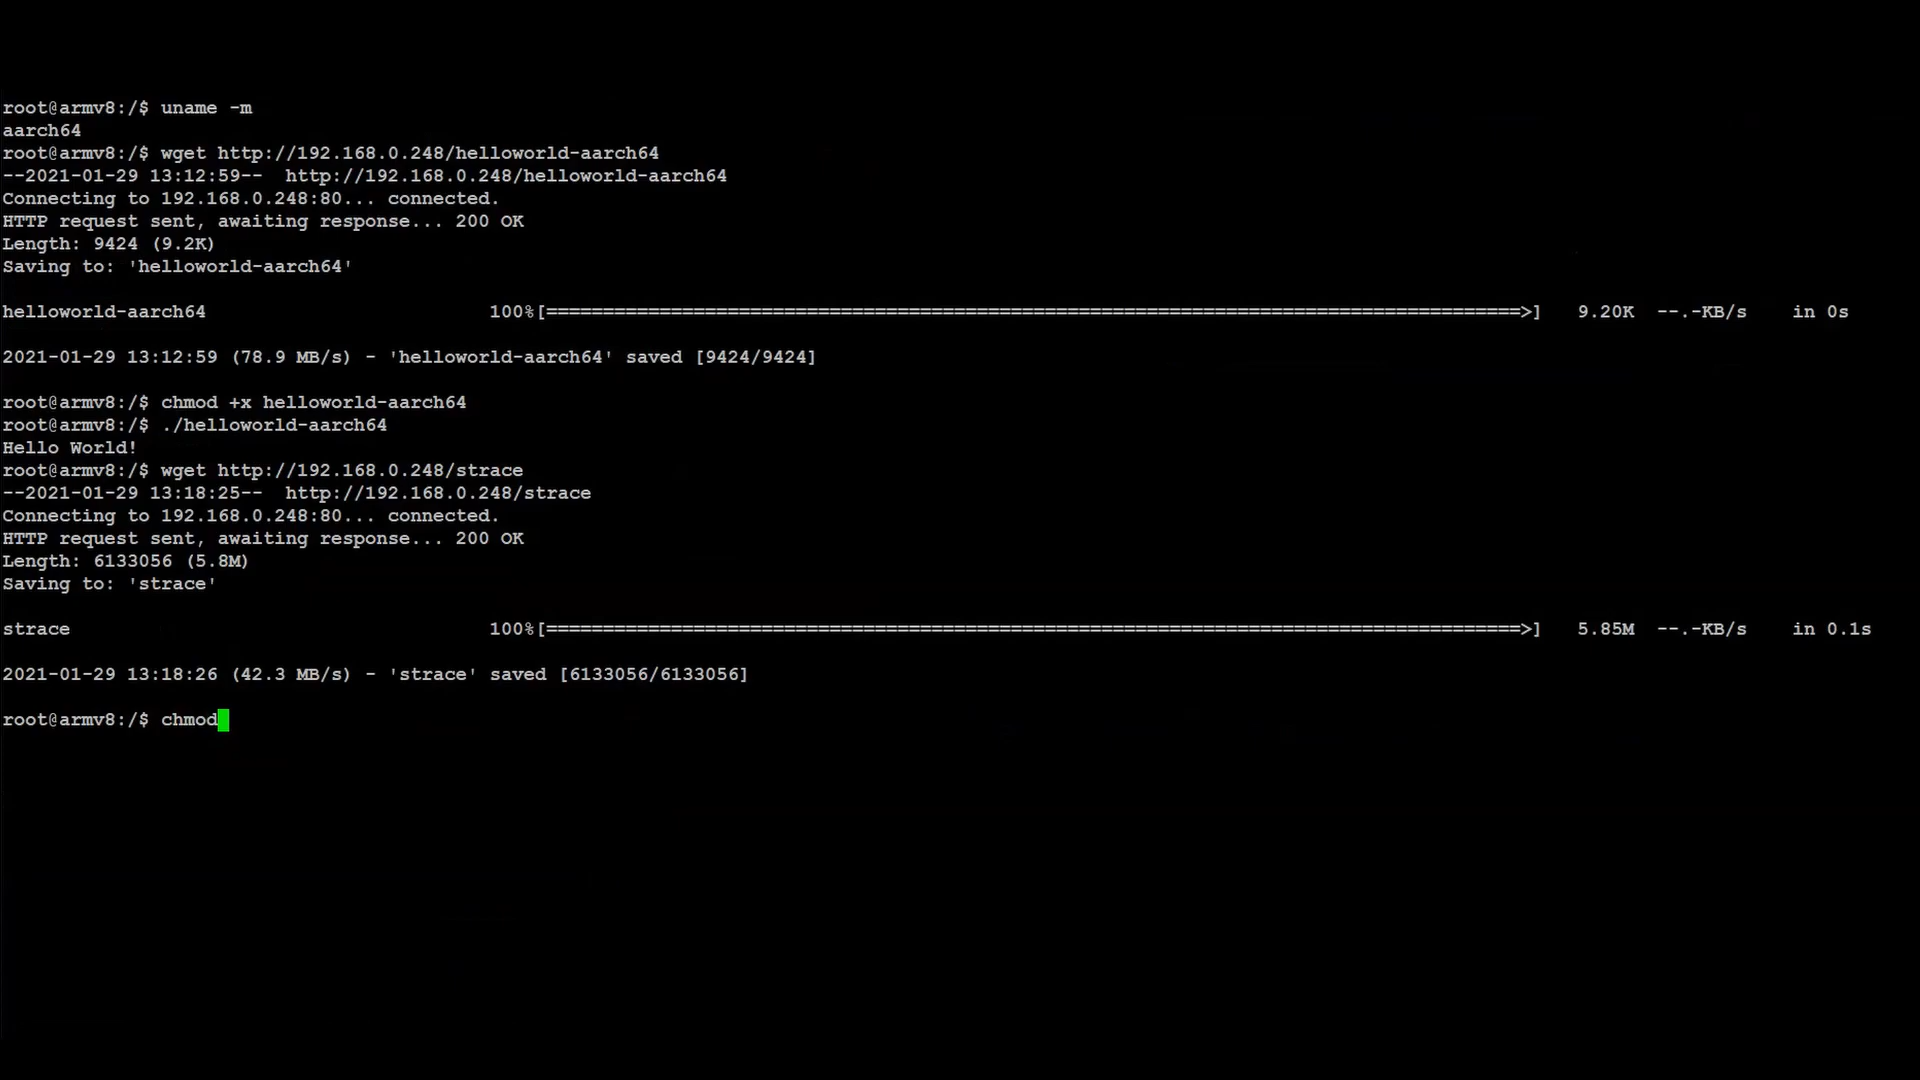 root@armv8:/$ uname -m
aarch64
root@armv8:/$ wget http://192.168.0.248/helloworld-aarch64
--2021-01-29 13:12:59--  http://192.168.0.248/helloworld-aarch64
Connecting to 192.168.0.248:80... connected.
HTTP request sent, awaiting response... 200 OK
Length: 9424 (9.2K)
Saving to: 'helloworld-aarch64'
helloworld-aarch64                         100%[======================================================================================>]   9.20K  --.-KB/s    in 0s
2021-01-29 13:12:59 (78.9 MB/s) - 'helloworld-aarch64' saved [9424/9424]
root@armv8:/$ chmod +x helloworld-aarch64
root@armv8:/$ ./helloworld-aarch64
Hello World!
root@armv8:/$ wget http://192.168.0.248/strace
--2021-01-29 13:18:25--  http://192.168.0.248/strace
Connecting to 192.168.0.248:80... connected.
HTTP request sent, awaiting response... 200 OK
Length: 6133056 (5.8M)
Saving to: 'strace'
strace                                     100%[======================================================================================>]   5.85M  --.-KB/s    in 0.1s
2021-01-29 13:18:26 (42.3 MB/s) - 'strace' saved [6133056/6133056]
root@armv8:/$ chmod